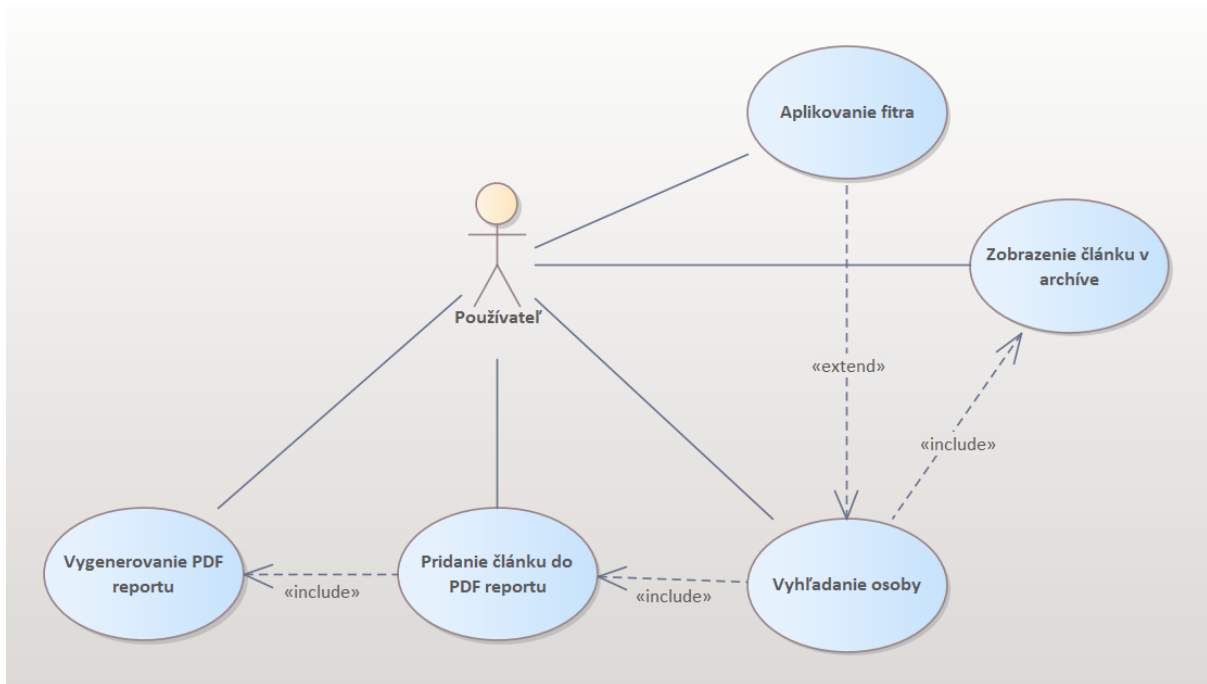 Aplikovanie fitra
Zobrazenie článku v
archíve
Používateľ
«extend»
«include»
Vygenerovanie PDF
reportu
«include»
Pridanie článku do
PDF reportu
«include»
Vyhľadanie osoby